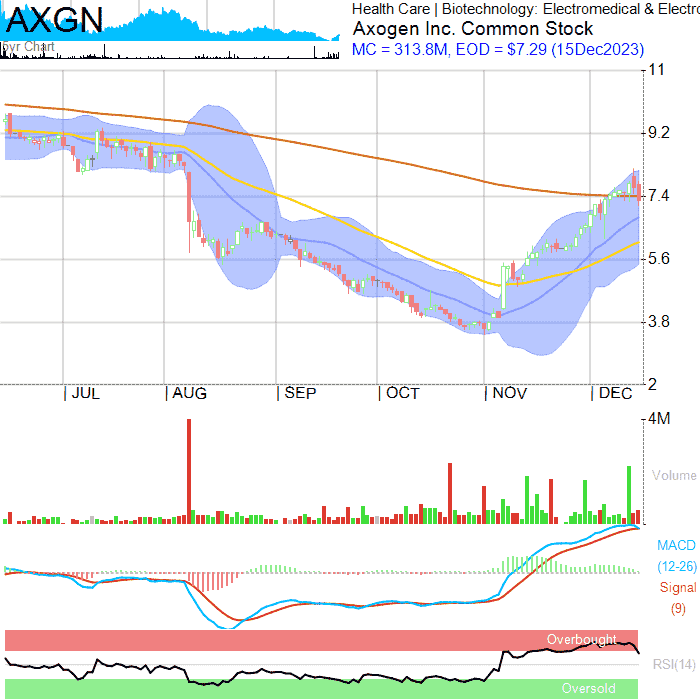 AXGN
5yr Chart
Health Care | Biotechnology: Electromedical & Electro
Axogen Inc. Common Stock
MC = 313.8M, EOD = $7.29 (15Dec2023)
11
9.2
7.4
5.6
3.8
2
JUL
AUG
SEP
OCT
NOV
DEC
4M
Volume
MACD
(12-26)
Signal
(9)
Overbought
RSI(14)
Oversold